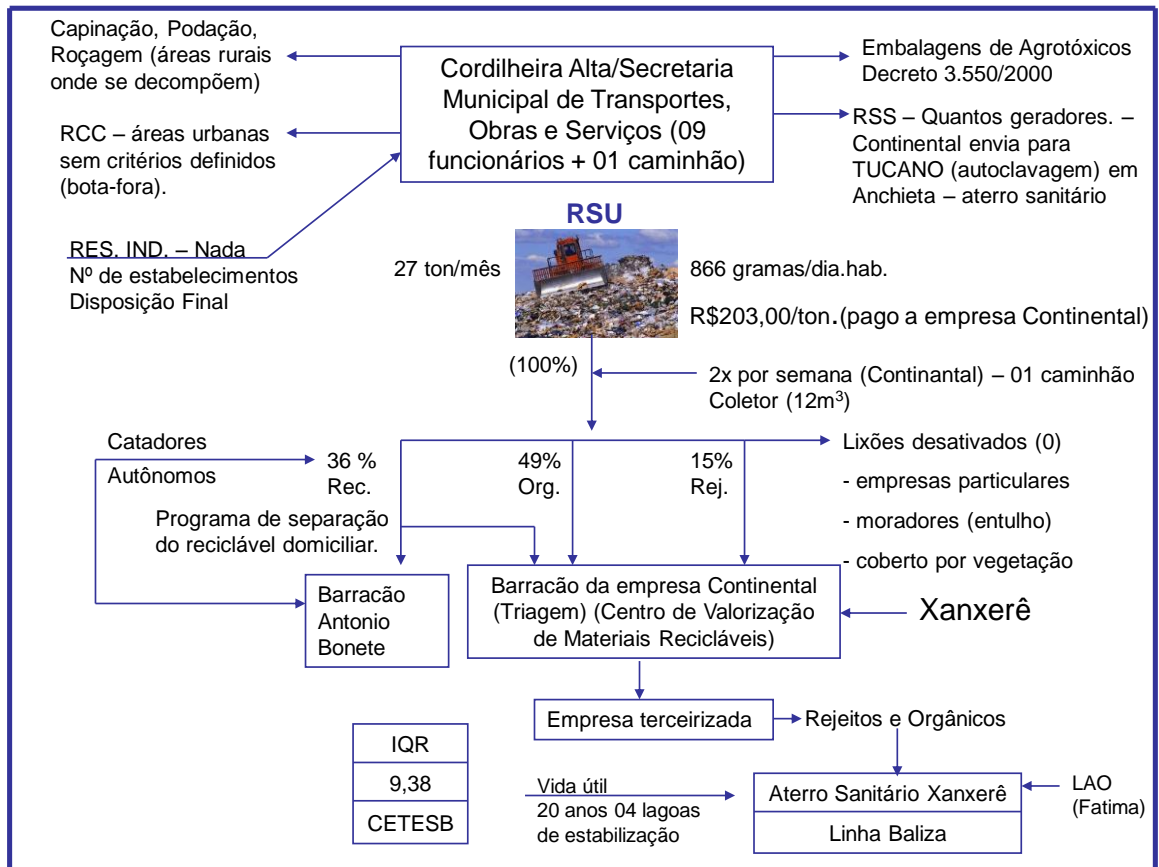 Capinação, Podação,
Roçagem (áreas rurais
onde se decompõem)
Cordilheira Alta/Secretaria
Municipal de Transportes,
Obras e Serviços (09
funcionários + 01 caminhão)
Embalagens de Agrotóxicos
Decreto 3.550/2000
RCC – áreas urbanas
sem critérios definidos
(bota-fora).
RSS – Quantos geradores. –
Continental envia para
TUCANO (autoclavagem) em
Anchieta – aterro sanitário
RES. IND. – Nada
Nº de estabelecimentos
Disposição Final
RSU
27 ton/mês
866 gramas/dia.hab.
R$203,00/ton.(pago a empresa Continental)
(100%)
2x por semana (Continantal) – 01 caminhão
Coletor (12m³)
Catadores
Autônomos
36 %
Rec.
49%
Org.
15%
Rej.
Lixões desativados (0)
- empresas particulares
- moradores (entulho)
- coberto por vegetação
Programa de separação
do reciclável domiciliar.
Barracão
Antonio
Bonete
Barracão da empresa Continental
(Triagem) (Centro de Valorização
de Materiais Recicláveis)
Xanxerê
Empresa terceirizada
Rejeitos e Orgânicos
IQR
9,38
CETESB
Vida útil
20 anos 04 lagoas
de estabilização
Aterro Sanitário Xanxerê
Linha Baliza
LAO
(Fatima)